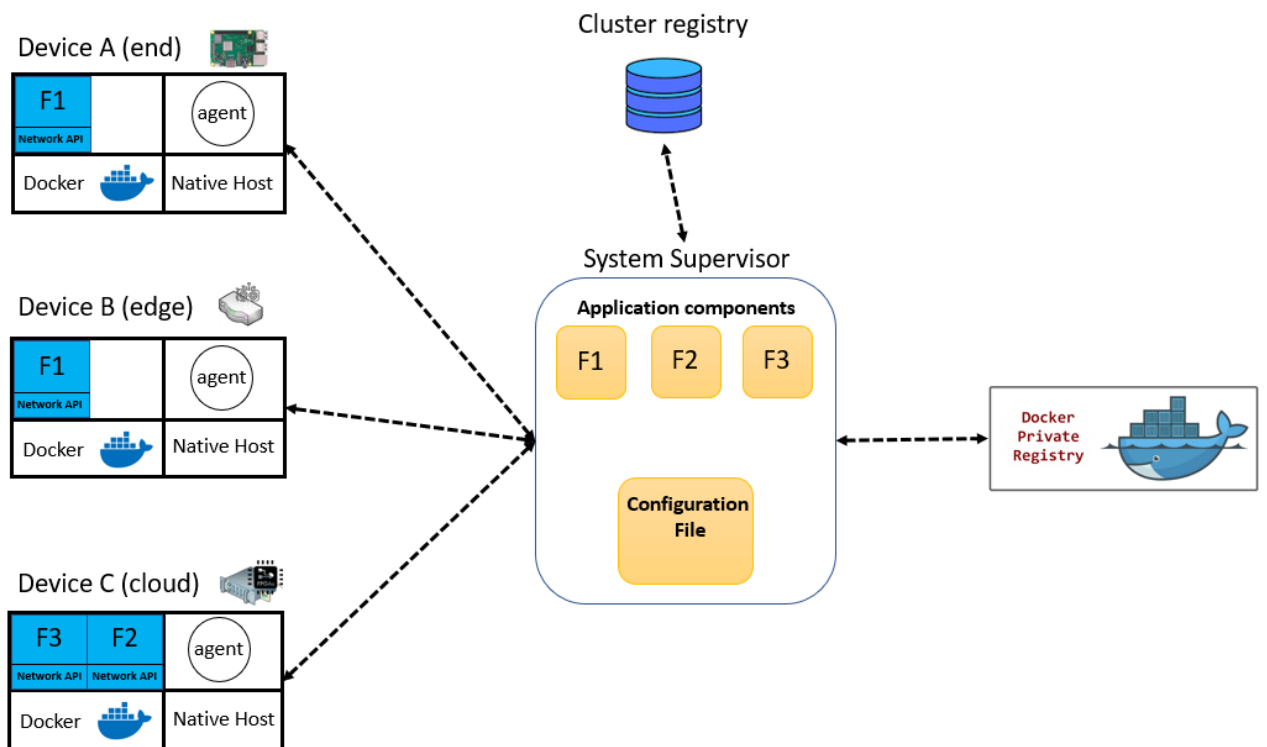 Cluster registry
Device A (end)
F1
Network API
agent
Docker
Native Host
System Supervisor
Application components
F1
F2
F3
Configuration
File
Device B (edge)
F1
Network API
agent
Docker
Native Host
Docker
Private
Registry
Device C (cloud)
F3
F2
Network API
Network API
agent
Docker
Native Host